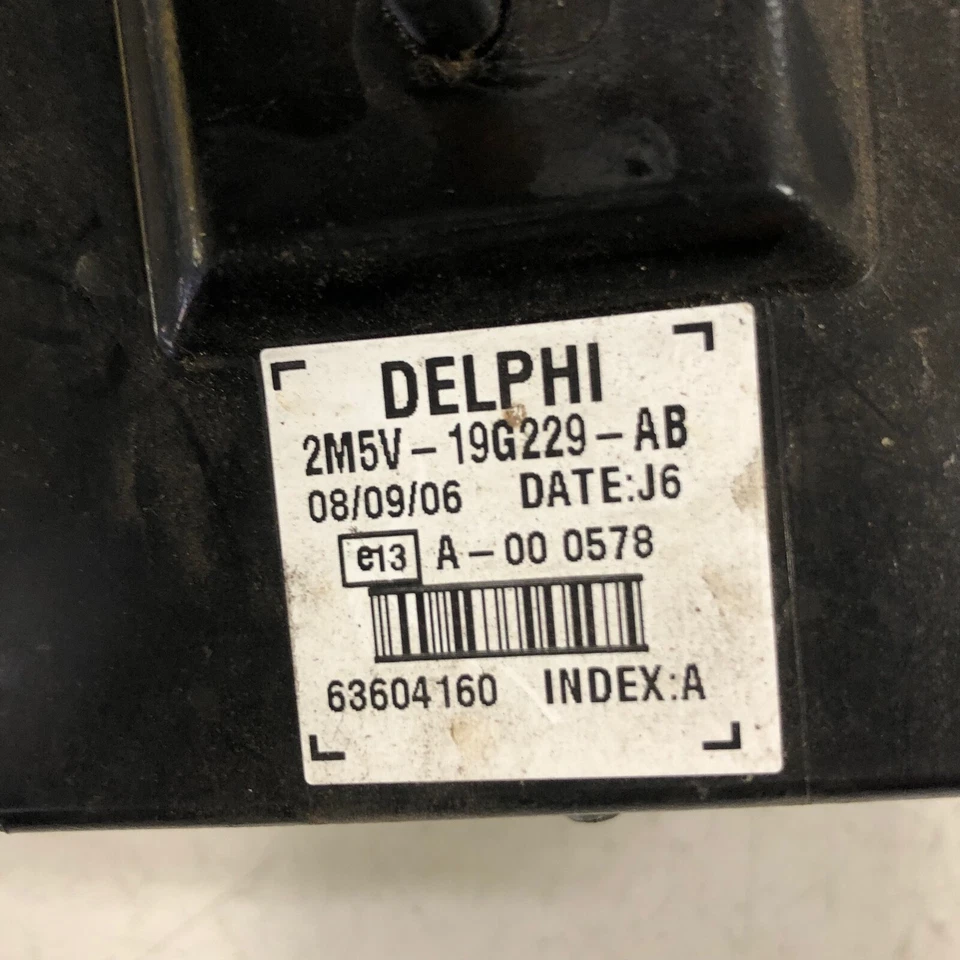 DELPHI
2M5V-19G229-AB
08/09/06 DATE:J6
e13 A-00 0578
63604160 INDEX:A